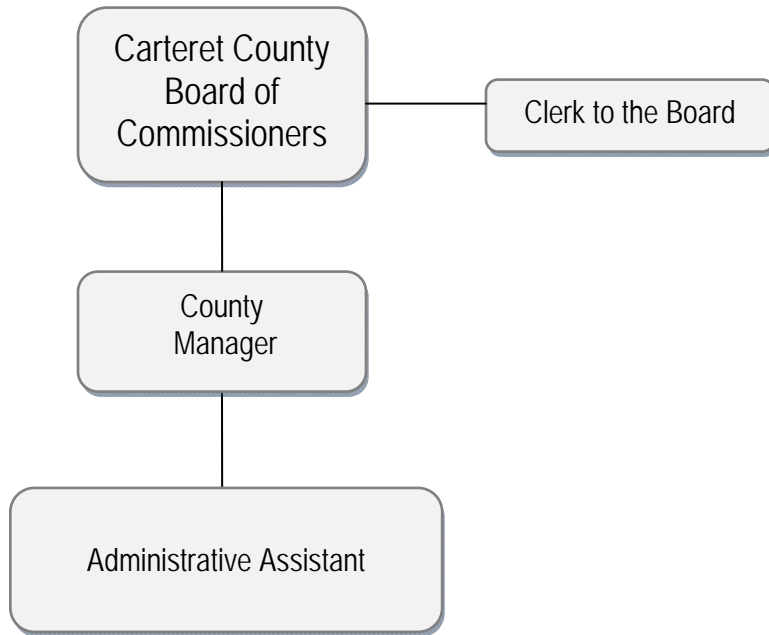 Carteret County
Board of
Commissioners
Clerk to the Board
County
Manager
Administrative Assistant